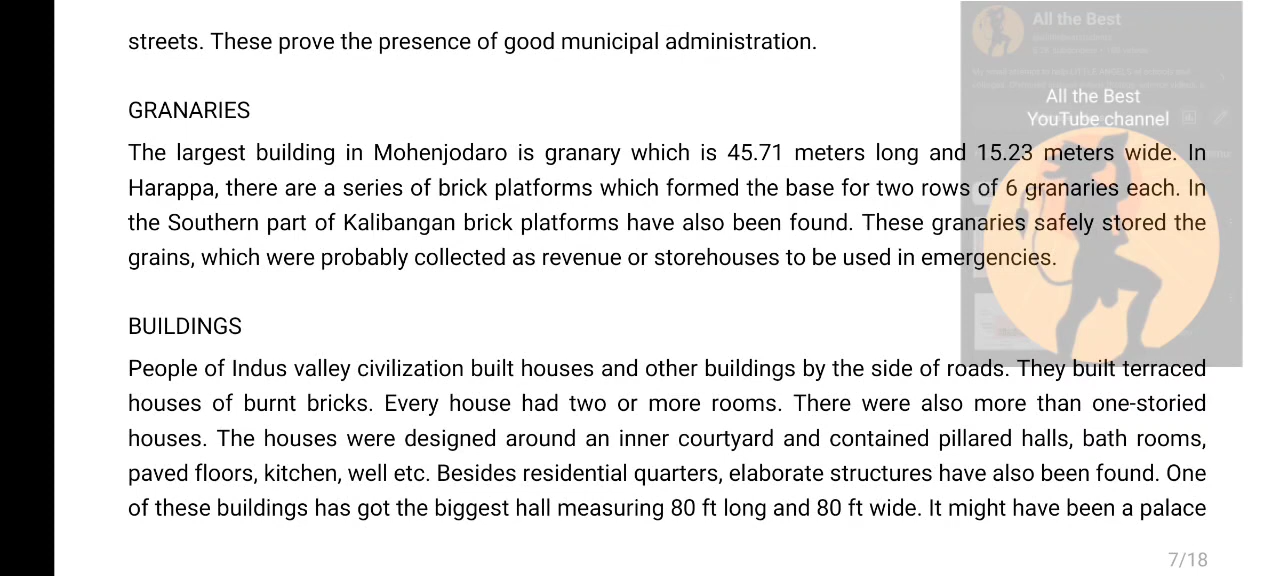 streets. These prove the presence of good municipal administration.
GRANARIES
The largest building in Mohenjodaro is granary which is 45.71 meters long and 15.23 meters wide. In
Harappa, there are a series of brick platforms which formed the base for two rows of 6 granaries each. In
the Southern part of Kalibangan brick platforms have also been found. These granaries safely stored the
grains, which were probably collected as revenue or storehouses to be used in emergencies.
BUILDINGS
People of Indus valley civilization built houses and other buildings by the side of roads. They built terraced
houses of burnt bricks. Every house had two or more rooms. There were also more than one-storied
houses. The houses were designed around an inner courtyard and contained pillared halls, bath rooms,
paved floors, kitchen, well etc. Besides residential quarters, elaborate structures have also been found. One
of these buildings has got the biggest hall measuring 80 ft long and 80 ft wide. It might have been a palace
7/18
All the Best
All the Best
YouTube channel